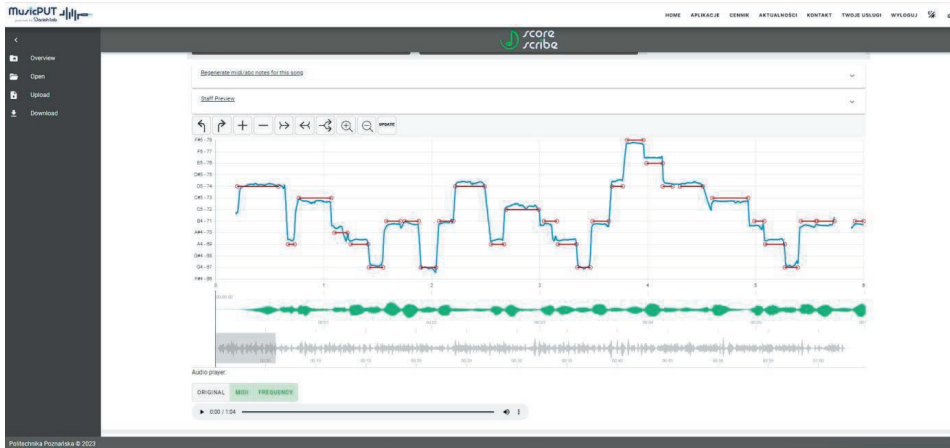 MusicPUT
HOME APLIKACJE CENNIK AKTUALNOŚCI KONTAKT TWOJE USŁUGI WYLOGUJ
score
scribe
Overview
Open
Upload
Download
Regenerate midi/abc notes for this song
Staff Preview
UPDATE
F#5 - 78
F5 - 77
E5 - 76
D#5 - 75
D5 - 74
C#5 - 73
C5 - 72
B4 - 71
A#4 - 70
A4 - 69
G#4 - 68
G4 - 67
F#4 - 66
0 1 2 3 4 5 6
Audio player:
ORIGINAL MIDI FREQUENCY
0:00 / 1:04
Politechnika Poznańska © 2023